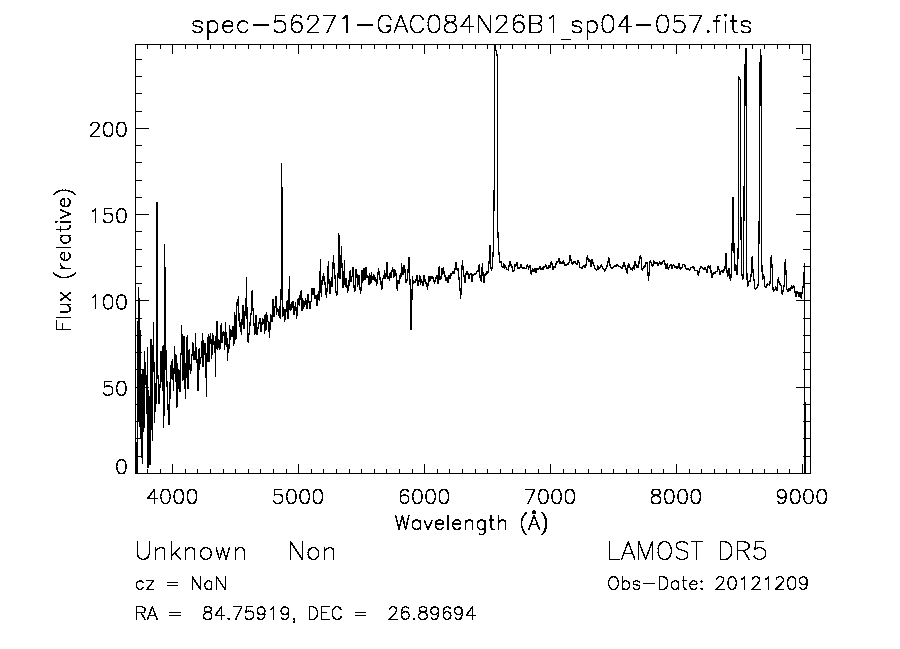 spec-56271-GAC084N26B1_sp04-057.fits
Flux (relative)
200
150
100
50
0
4000 5000 6000 7000 8000 9000
Wavelength (Å)
Unknown Non LAMOST DR5
cz = NaN Obs-Date: 20121209
RA = 84.75919, DEC = 26.89694